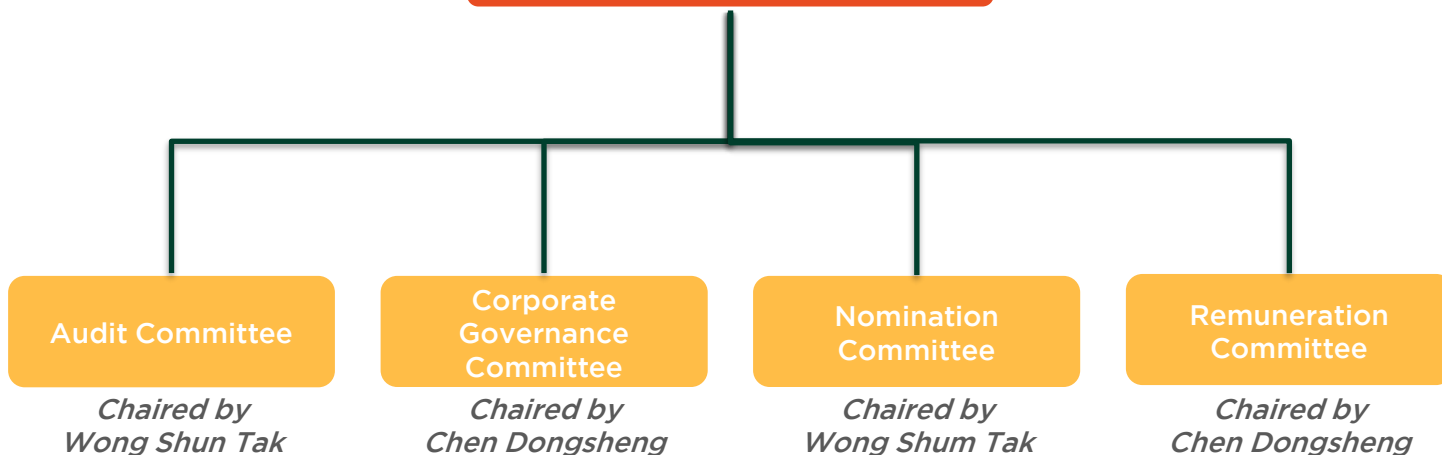 Audit Committee
Corporate
Governance
Committee
Nomination
Committee
Remuneration
Committee
Chaired by
Wong Shun Tak
Chaired by
Chen Dongsheng
Chaired by
Wong Shum Tak
Chaired by
Chen Dongsheng